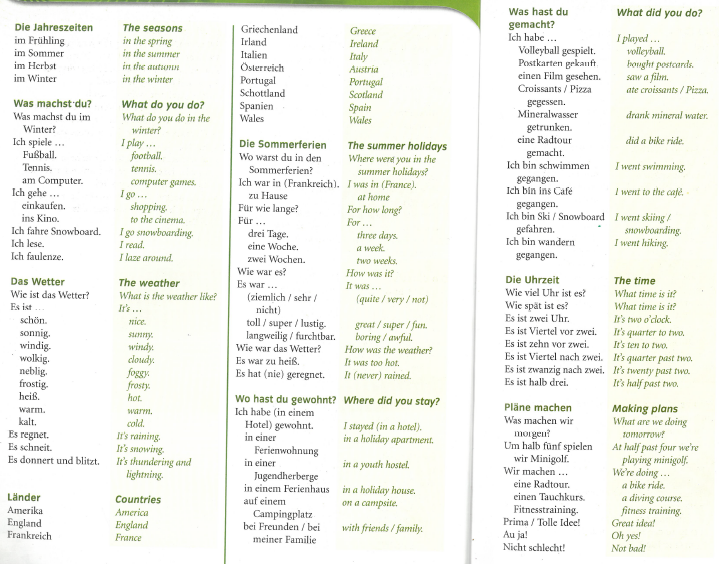 Die Jahreszeiten The seasons
im Frühling in the spring
im Sommer in the summer
im Herbst in the autumn
im Winter in the winter
Was machst du? What do you do?
Was machst du im What do you do in the
Winter? winter?
Ich spiele … I play …
Fußball. football.
Tennis. tennis.
am Computer. computer games.
Ich gehe … I go …
einkaufen. shopping.
ins Kino. to the cinema.
Ich fahre Snowboard. I go snowboarding.
Ich lese. I read.
Ich faulenze. I laze around.
Das Wetter The weather
Wie ist das Wetter? What is the weather like?
Es ist … It's …
schön. nice.
sonnig. sunny.
windig. windy.
wolkig. cloudy.
neblig. foggy.
frostig. frosty.
heiß. hot.
warm. warm.
kalt. cold.
Es regnet. It's raining.
Es schneit. It's snowing.
Es donnert und blitzt. It's thundering and
lightning.
Länder Countries
Amerika America
England England
Frankreich France
Griechenland Greece
Irland Ireland
Italien Italy
Österreich Austria
Portugal Portugal
Schottland Scotland
Spanien Spain
Wales Wales
Die Sommerferien The summer holidays
Wo warst du in den Where were you in the
Sommerferien? summer holidays?
Ich war in (Frankreich). I was in (France).
zu Hause at home
Für wie lange? For how long?
Für … For …
drei Tage. three days.
eine Woche. a week.
zwei Wochen. two weeks.
Wie war es? How was it?
Es war … It was …
(ziemlich / sehr / (quite / very / not)
nicht)
toll / super / lustig. great / super / fun.
langweilig / furchtbar. boring / awful.
Wie war das Wetter? How was the weather?
Es war zu heiß. It was too hot.
Es hat (nie) geregnet. It (never) rained.
Wo hast du gewohnt? Where did you stay?
Ich habe (in einem
Hotel) gewohnt. I stayed (in a hotel).
in einer in a holiday apartment.
Ferienwohnung
in einer in a youth hostel.
Jugendherberge
in einem Ferienhaus in a holiday house.
auf einem on a campsite.
Campingplatz
bei Freunden / bei with friends / family.
meiner Familie
Was hast du What did you do?
gemacht?
Ich habe … I played …
Volleyball gespielt. volleyball.
Postkarten gekauft. bought postcards.
einen Film gesehen. saw a film.
Croissants / Pizza ate croissants / Pizza.
gegessen.
Mineralwasser drank mineral water.
getrunken.
eine Radtour did a bike ride.
gemacht.
Ich bin schwimmen I went swimming.
gegangen.
Ich bin ins Café I went to the café.
gegangen.
Ich bin Ski / Snowboard I went skiing /
gefahren. snowboarding.
Ich bin wandern I went hiking.
gegangen.
Die Uhrzeit The time
Wie viel Uhr ist es? What time is it?
Wie spät ist es? What time is it?
Es ist zwei Uhr. It's two o'clock.
Es ist Viertel vor zwei. It's quarter to two.
Es ist zehn vor zwei. It's ten to two.
Es ist Viertel nach zwei. It's quarter past two.
Es ist zwanzig nach zwei. It's twenty past two.
Es ist halb drei. It's half past two.
Pläne machen Making plans
Was machen wir What are we doing
morgen? tomorrow?
Um halb fünf spielen At half past four we're
wir Minigolf. playing minigolf.
Wir machen … We're doing …
eine Radtour. a bike ride.
einen Tauchkurs. a diving course.
Fitnesstraining. fitness training.
Prima / Tolle Idee! Great idea!
Au ja! Oh yes!
Nicht schlecht! Not bad!